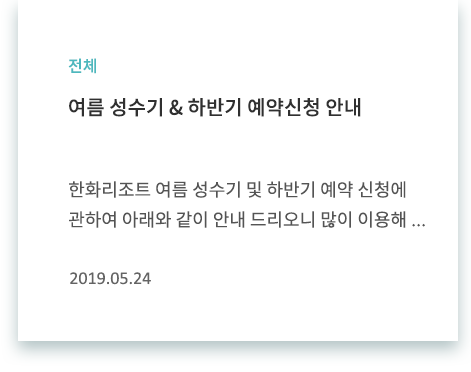 전체
여름 성수기 & 하반기 예약신청 안내
한화리조트 여름 성수기 및 하반기 예약 신청에
관하여 아래와 같이 안내 드리오니 많이 이용해 ...
2019.05.24